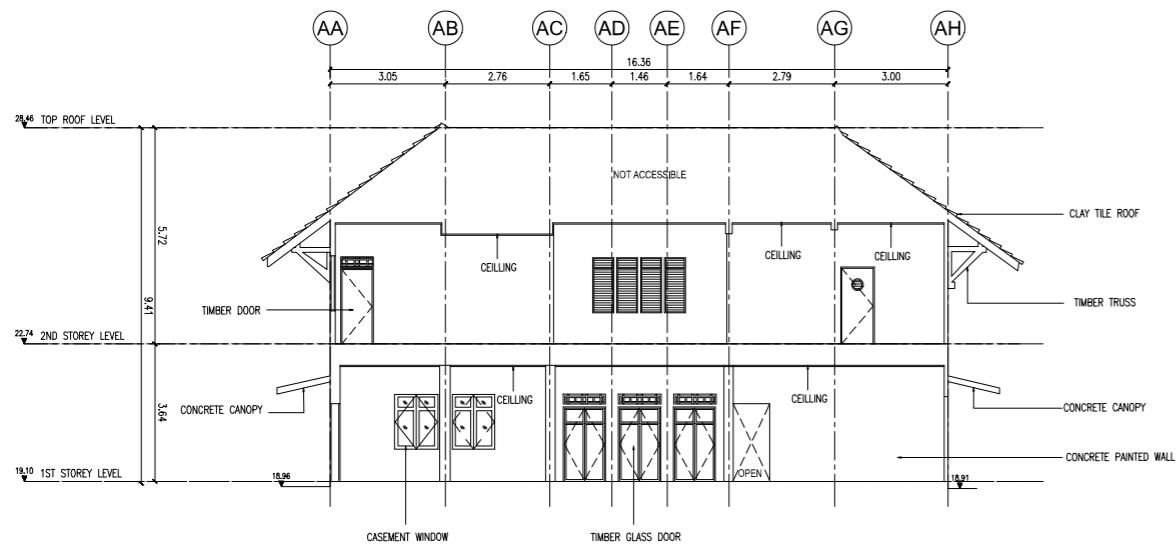 AA AB AC AD AE AF AG AH
16.36
3.05 2.76 1.65 1.46 1.64 2.79 3.00
28.46 TOP ROOF LEVEL
NOT ACCESSIBLE
CLAY TILE ROOF
5.72
CEILLING
CEILLING
CEILLING
9.41
TIMBER DOOR
TIMBER TRUSS
22.74 2ND STOREY LEVEL
CONCRETE CANOPY
3.64
CEILLING
CEILLING
CONCRETE CANOPY
CONCRETE PAINTED WALL
19.10 1ST STOREY LEVEL
18.96
OPEN
18.91
CASEMENT WINDOW
TIMBER GLASS DOOR